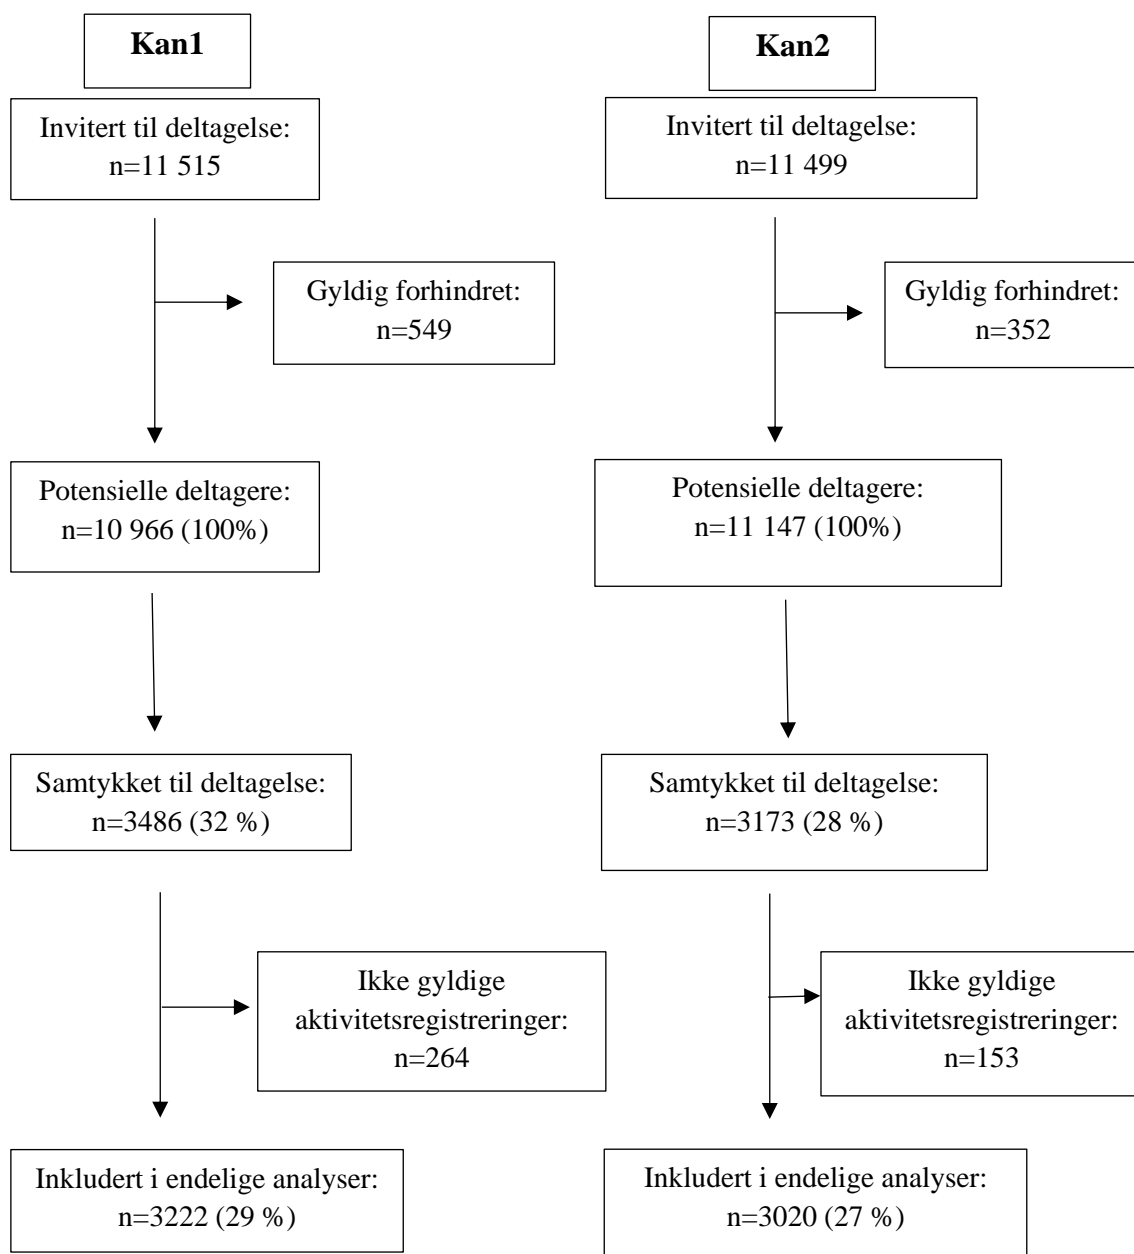 Kan1
Invitert til deltagelse:
n=11 515
Gyldig forhindret:
n=549
Potensielle deltagere:
n=10 966 (100%)
Samtykket til deltagelse:
n=3486 (32 %)
Ikke gyldige
aktivitetsregistreringer:
n=264
Inkludert i endelige analyser:
n=3222 (29 %)
Kan2
Invitert til deltagelse:
n=11 499
Gyldig forhindret:
n=352
Potensielle deltagere:
n=11 147 (100%)
Samtykket til deltagelse:
n=3173 (28 %)
Ikke gyldige
aktivitetsregistreringer:
n=153
Inkludert i endelige analyser:
n=3020 (27 %)